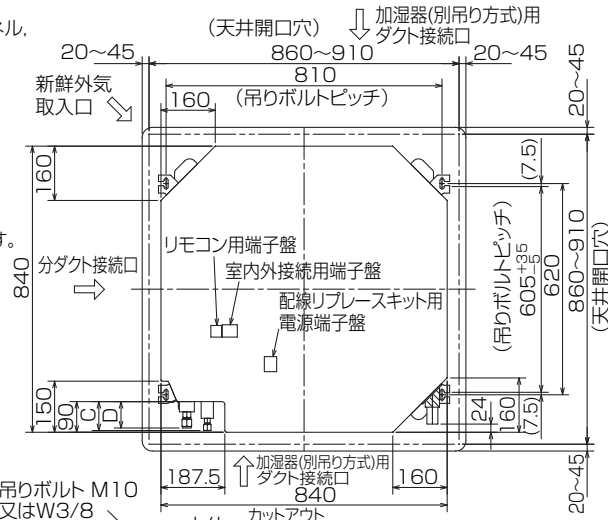 ネル,
(天井開口穴)
加湿器(別吊り方式)用
ダクト接続口
20～45
860～910
20～45
810
(吊りボルトピッチ)
新鮮外気
取入口
160
20～45
(7.5)
160
す。
840
分ダクト接続口
リモコン用端子盤
室内外接続用端子盤
配線リプレースキット用
電源端子盤
(吊りボルトピッチ)
605 +35 -5
620
860～910
(天井開口穴)
150
90
C
D
24
160
(7.5)
187.5
加湿器(別吊り方式)用
ダクト接続口
160
20～45
840
吊りボルト M10
又はW3/8
カットアウト